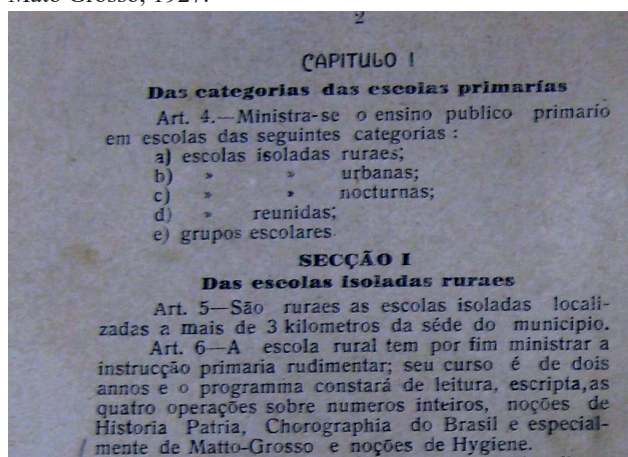 Mato Grosso, 1927.
2
CAPITULO I
Das categorias das escolas primarias
Art. 4.—Ministra-se o ensino publico primario
em escolas das seguintes categorias :
a) escolas isoladas ruraes;
b) » » urbanas;
c) » » nocturnas;
d) » reunidas;
e) grupos escolares.
SECÇÃO I
Das escolas isoladas ruraes
Art. 5—São ruraes as escolas isoladas locali-
zadas a mais de 3 kilometros da séde do municipio.
Art. 6—A escola rural tem por fim ministrar a
instrucção primaria rudimentar; seu curso é de dois
annos e o programma constará de leitura, escripta,as
quatro operações sobre numeros inteiros, noções de
Historia Patria, Chorographia do Brasil e especial-
mente de Matto-Grosso e noções de Hygiene.